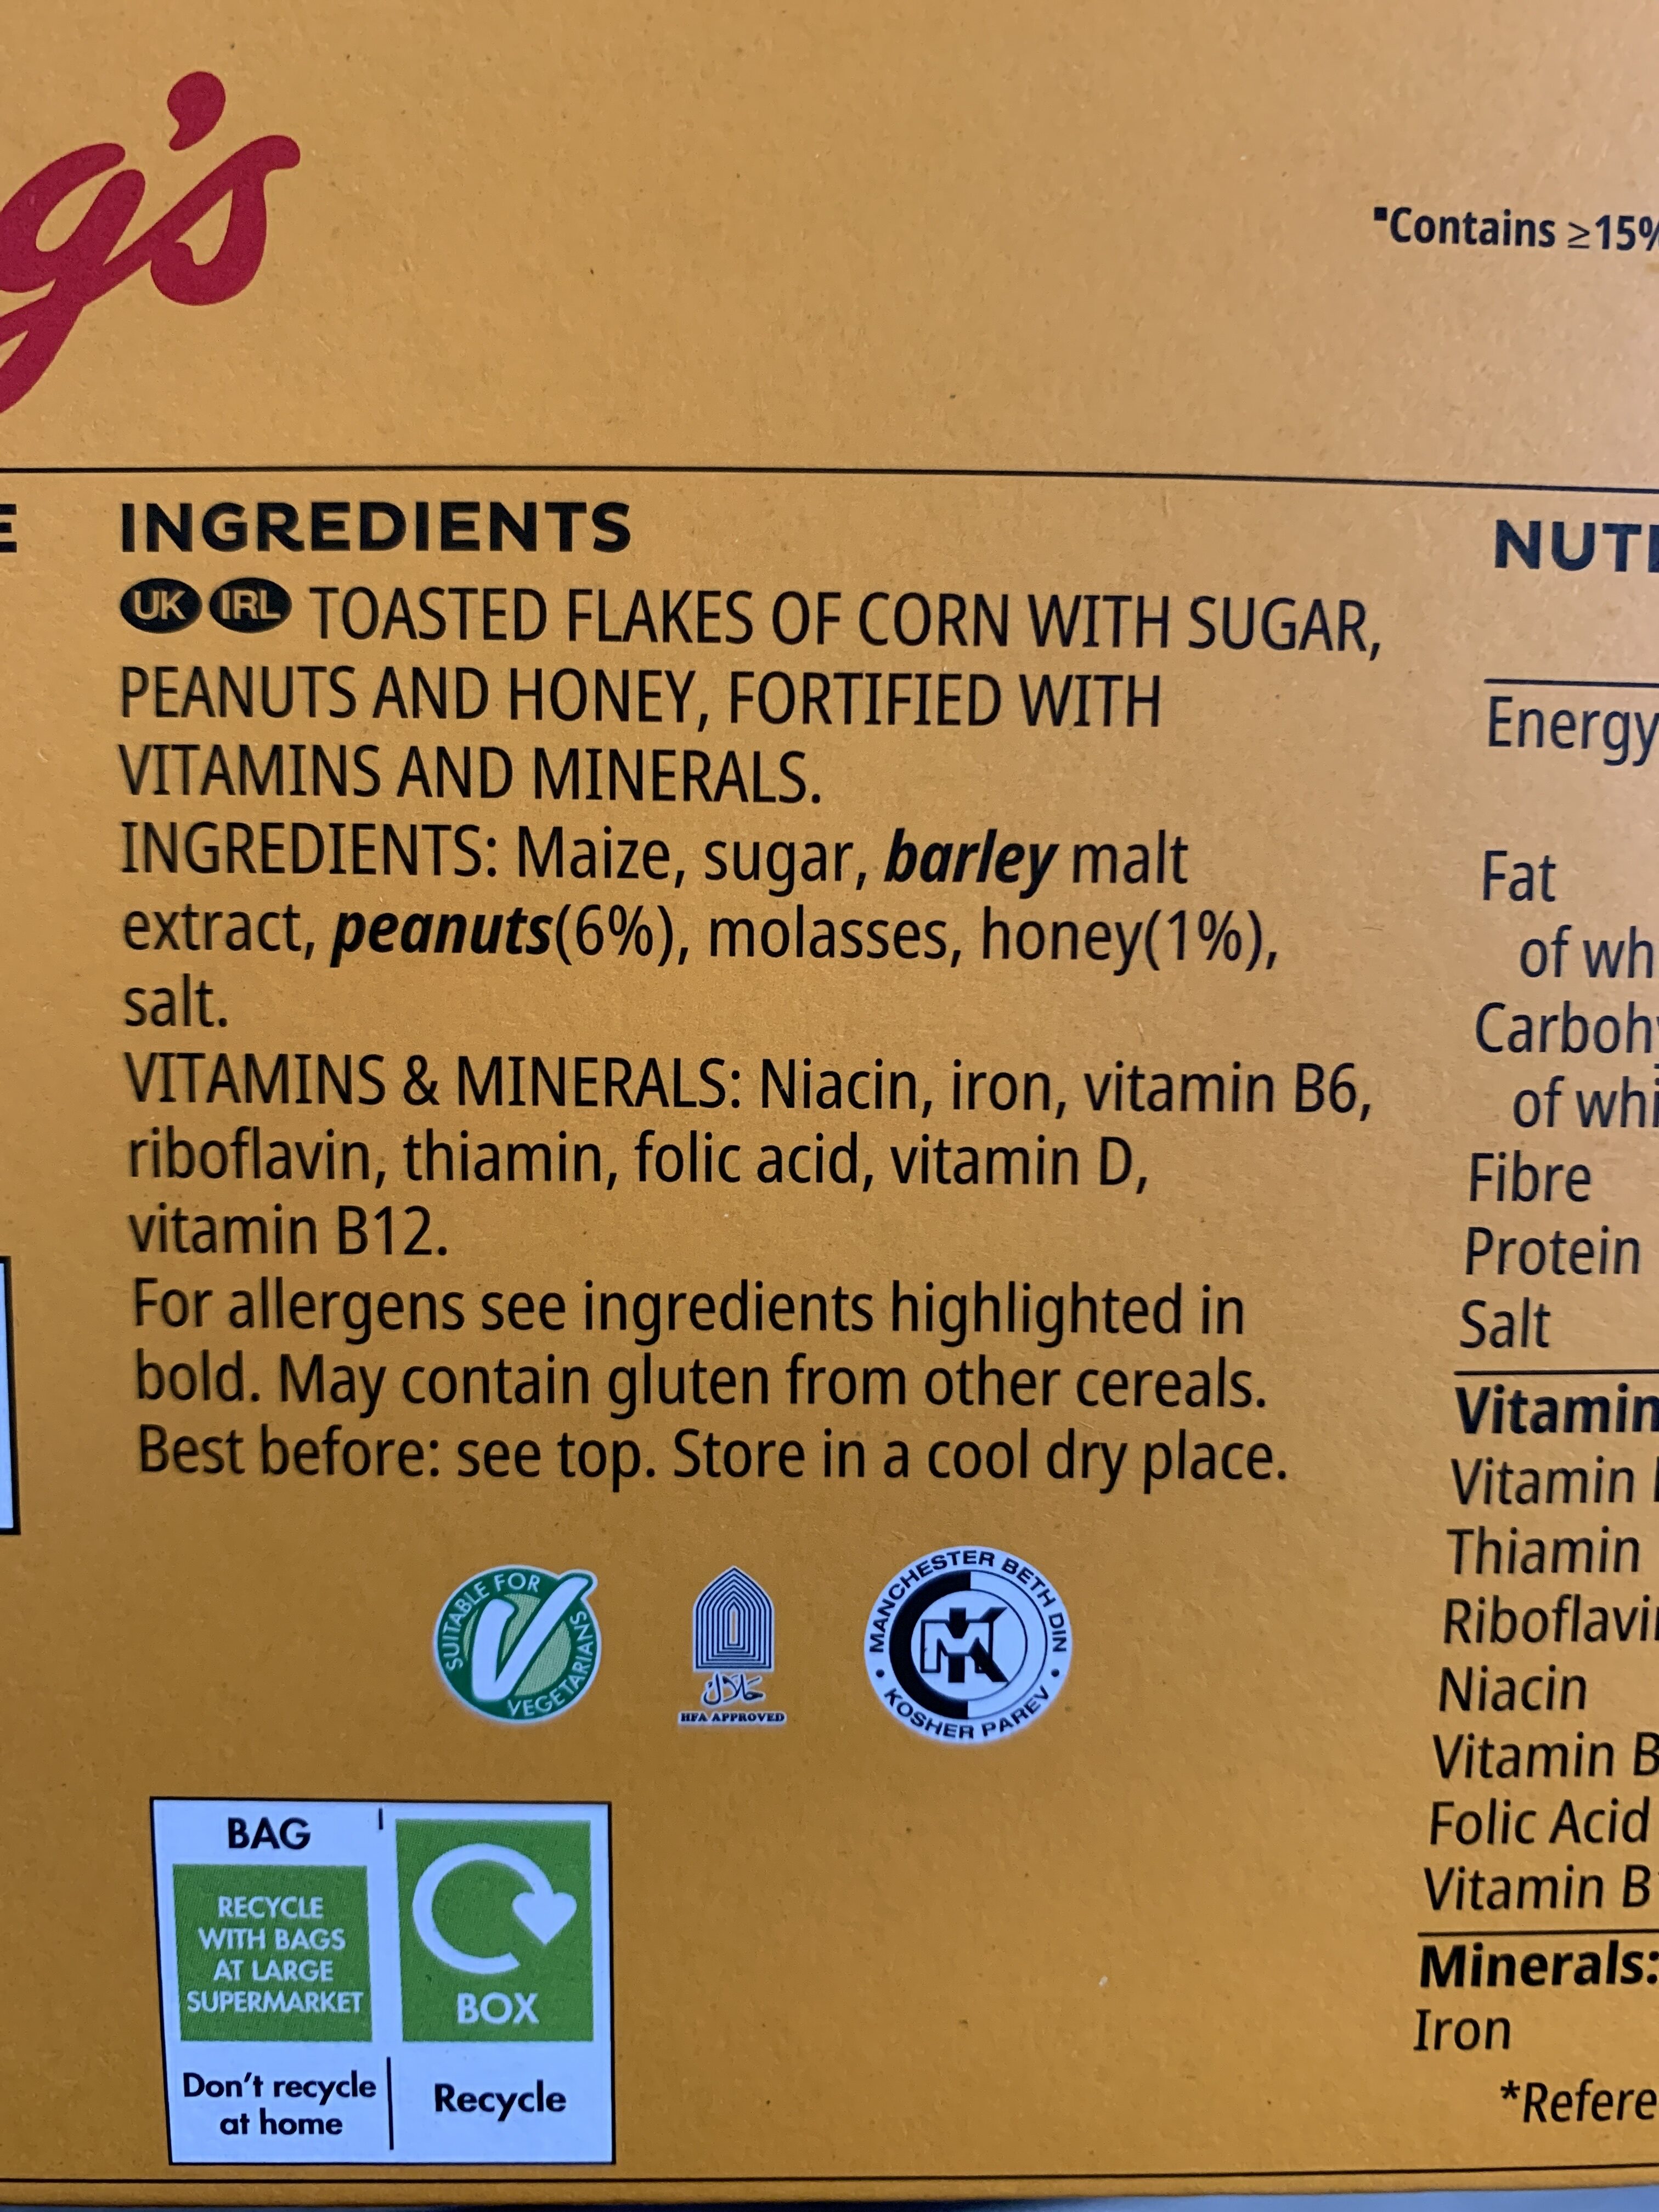 g's
▪Contains ≥15%
E
INGREDIENTS
UK IRL TOASTED FLAKES OF CORN WITH SUGAR,
PEANUTS AND HONEY, FORTIFIED WITH
VITAMINS AND MINERALS.
INGREDIENTS: Maize, sugar, barley malt
extract, peanuts(6%), molasses, honey(1%),
salt.
VITAMINS & MINERALS: Niacin, iron, vitamin B6,
riboflavin, thiamin, folic acid, vitamin D,
vitamin B12.
For allergens see ingredients highlighted in
bold. May contain gluten from other cereals.
Best before: see top. Store in a cool dry place.
SUITABLE FOR
VEGETARIANS
حلال
HFA APPROVED
MANCHESTER BETH DIN
MK
KOSHER PAREV
BAG
RECYCLE
WITH BAGS
AT LARGE
SUPERMARKET
Don't recycle
at home
BOX
Recycle
NUT
Energy
Fat
of wh
Carboh
of whi
Fibre
Protein
Salt
Vitamin
Vitamin
Thiamin
Riboflavi
Niacin
Vitamin B
Folic Acid
Vitamin B
Minerals:
Iron
*Refere